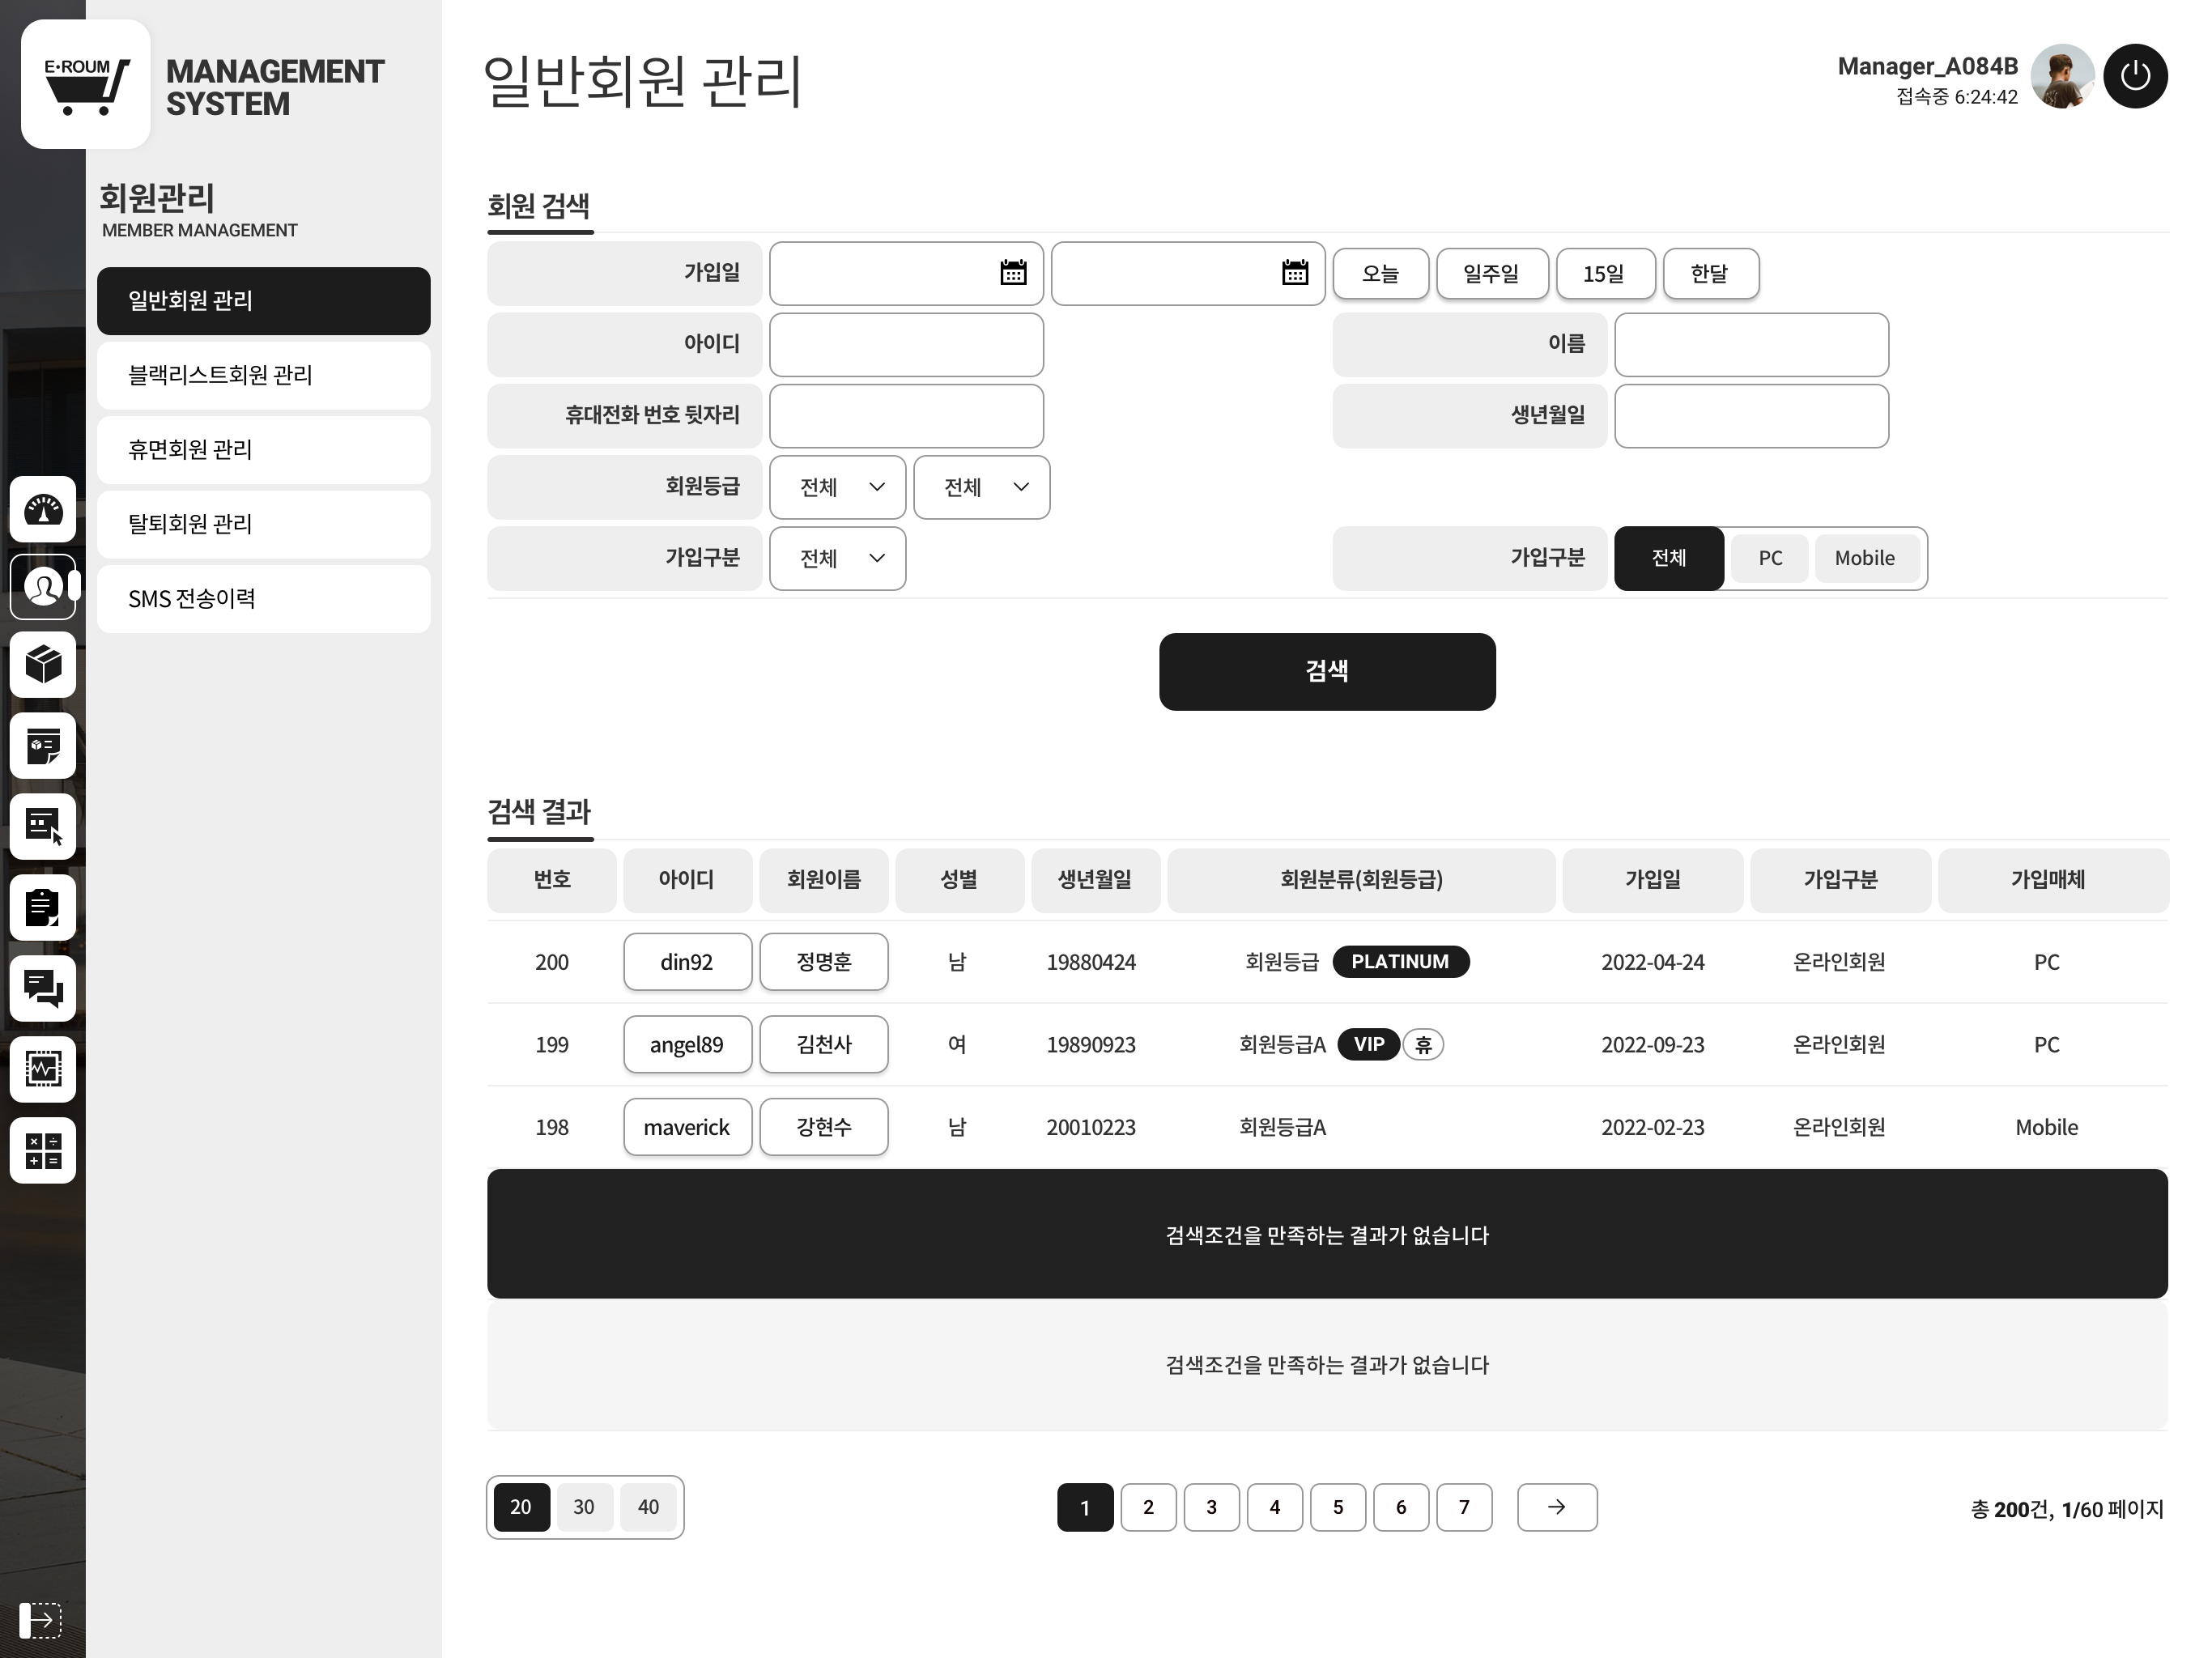 E·ROUM
MANAGEMENT
SYSTEM
회원관리
MEMBER MANAGEMENT
일반회원 관리
블랙리스트회원 관리
휴면회원 관리
탈퇴회원 관리
SMS 전송이력
일반회원 관리
Manager_A084B
접속중 6:24:42
회원 검색
가입일 오늘 일주일 15일 한달
아이디 이름
휴대전화 번호 뒷자리 생년월일
회원등급 전체 전체
가입구분 전체 가입구분 전체 PC Mobile
검색
검색 결과
번호 아이디 회원이름 성별 생년월일 회원분류(회원등급) 가입일 가입구분 가입매체
200 din92 정명훈 남 19880424 회원등급 PLATINUM 2022-04-24 온라인회원 PC
199 angel89 김천사 여 19890923 회원등급A VIP 휴 2022-09-23 온라인회원 PC
198 maverick 강현수 남 20010223 회원등급A 2022-02-23 온라인회원 Mobile
검색조건을 만족하는 결과가 없습니다
검색조건을 만족하는 결과가 없습니다
20 30 40 1 2 3 4 5 6 7 → 총 200건, 1/60 페이지